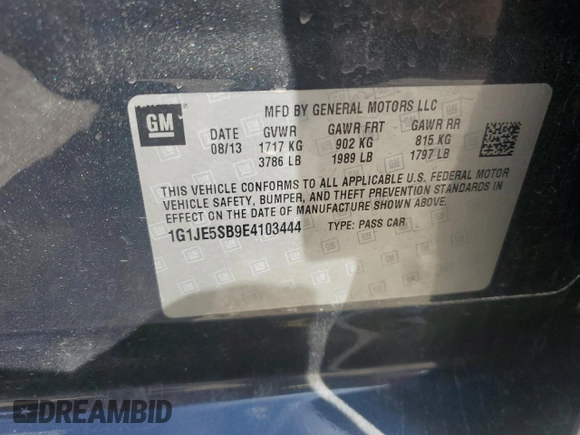 GM
MFD BY GENERAL MOTORS LLC
DATE GVWR GAWR FRT GAWR RR
08/13 1717 KG 902 KG 815 KG
3786 LB 1989 LB 1797 LB
THIS VEHICLE CONFORMS TO ALL APPLICABLE U.S. FEDERAL MOTOR
VEHICLE SAFETY, BUMPER, AND THEFT PREVENTION STANDARDS IN
EFFECT ON THE DATE OF MANUFACTURE SHOWN ABOVE.
1G1JE5SB9E4103444 TYPE: PASS CAR
DREAMBID